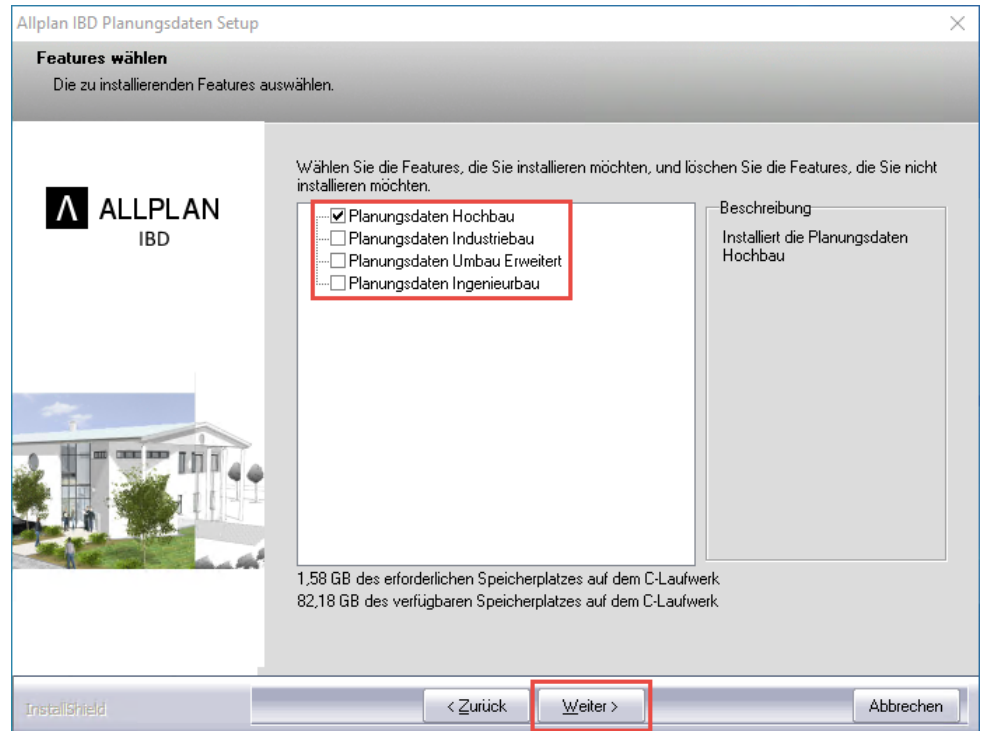 Allplan IBD Planungsdaten Setup
Features wählen
Die zu installierenden Features auswählen.
ALLPLAN
IBD
Wählen Sie die Features, die Sie installieren möchten, und löschen Sie die Features, die Sie nicht
installieren möchten.
Planungsdaten Hochbau
Planungsdaten Industriebau
Planungsdaten Umbau Erweitert
Planungsdaten Ingenieurbau
Beschreibung
Installiert die Planungsdaten
Hochbau
1,58 GB des erforderlichen Speicherplatzes auf dem C-Laufwerk
82,18 GB des verfügbaren Speicherplatzes auf dem C-Laufwerk
InstallShield
< Zurück
Weiter >
Abbrechen